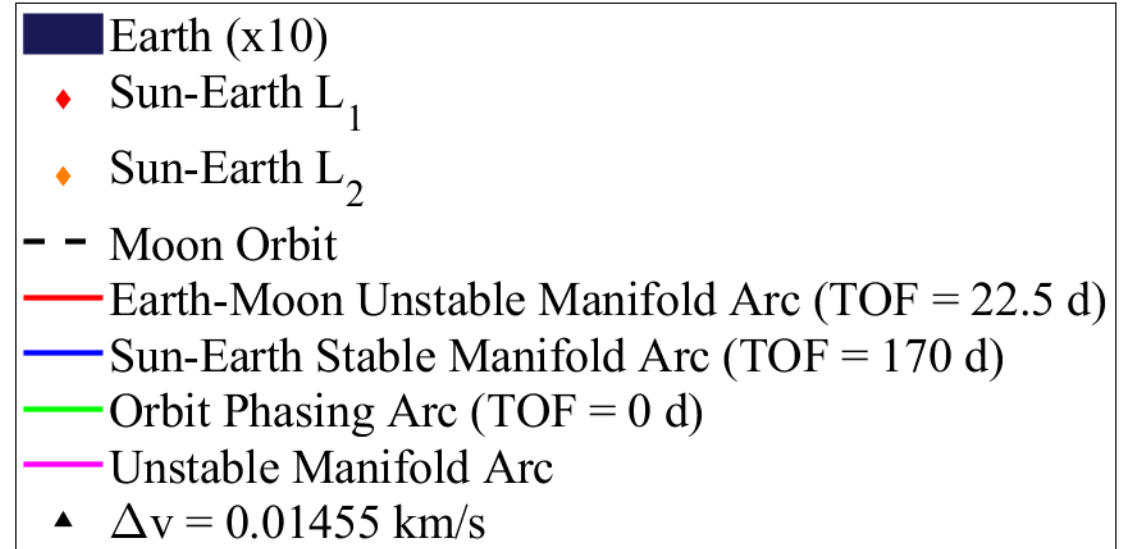 Earth (x10)
Sun-Earth L₁
Sun-Earth L₂
Moon Orbit
Earth-Moon Unstable Manifold Arc (TOF = 22.5 d)
Sun-Earth Stable Manifold Arc (TOF = 170 d)
Orbit Phasing Arc (TOF = 0 d)
Unstable Manifold Arc
Δv = 0.01455 km/s